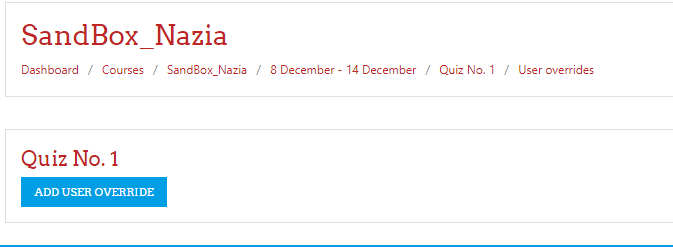 SandBox_Nazia
Dashboard / Courses / SandBox_Nazia / 8 December - 14 December / Quiz No. 1 / User overrides
Quiz No. 1
ADD USER OVERRIDE